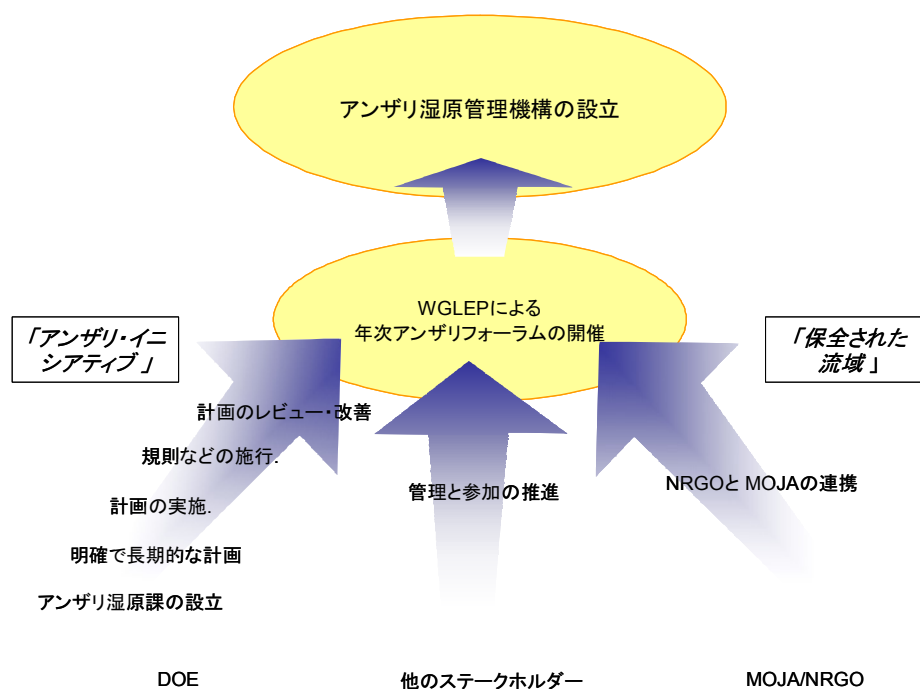 アンザリ湿原管理機構の設立
WGLEPによる
年次アンザリフォーラムの開催
「アンザリ・イニ
シアティブ 」
「保全された
流域 」
計画のレビュー・改善
規則などの施行.
計画の実施.
明確で長期的な計画
アンザリ湿原課の設立
管理と参加の推進
NRGOと MOJAの連携
DOE
他のステークホルダー
MOJA/NRGO